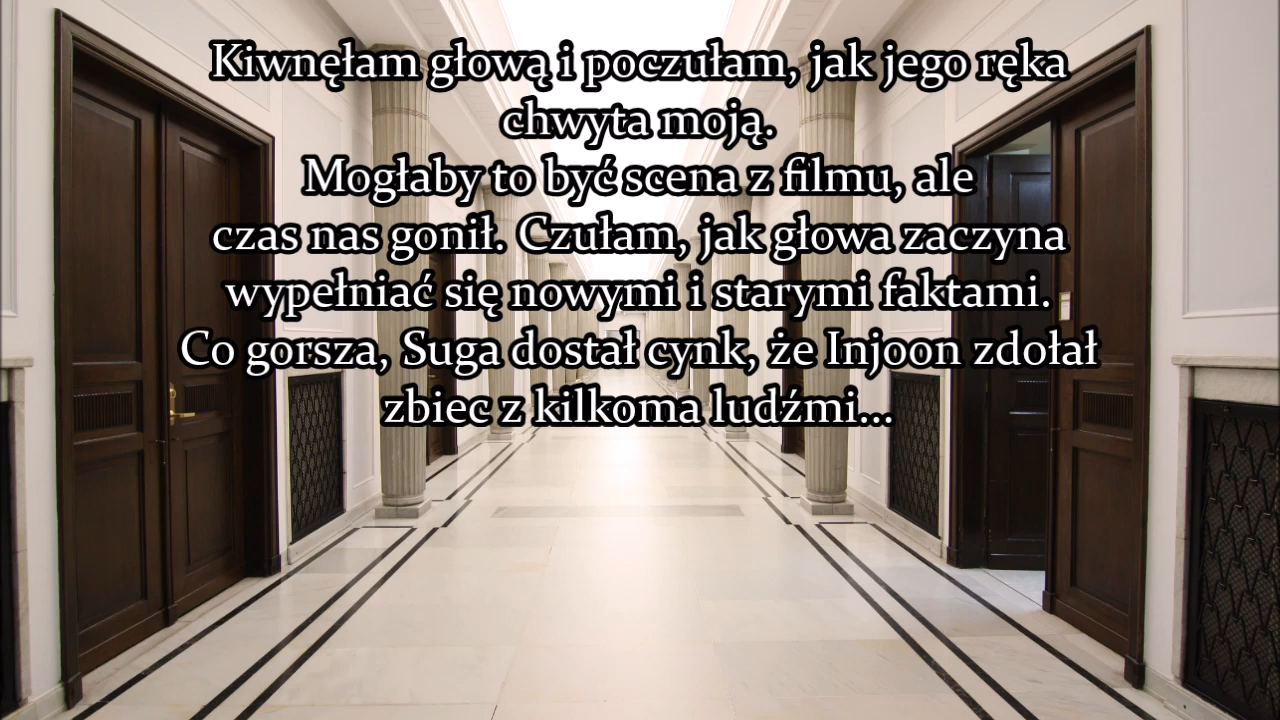 Kiwnęłam głową i poczułam, jak jego ręka
chwyta moją.
Mogłaby to być scena z filmu, ale
czas nas gonił. Czułam, jak głowa zaczyna
wypełniać się nowymi i starymi faktami.
Co gorsza, Suga dostał cynk, że Injoon zdołał
zbiec z kilkoma ludźmi...